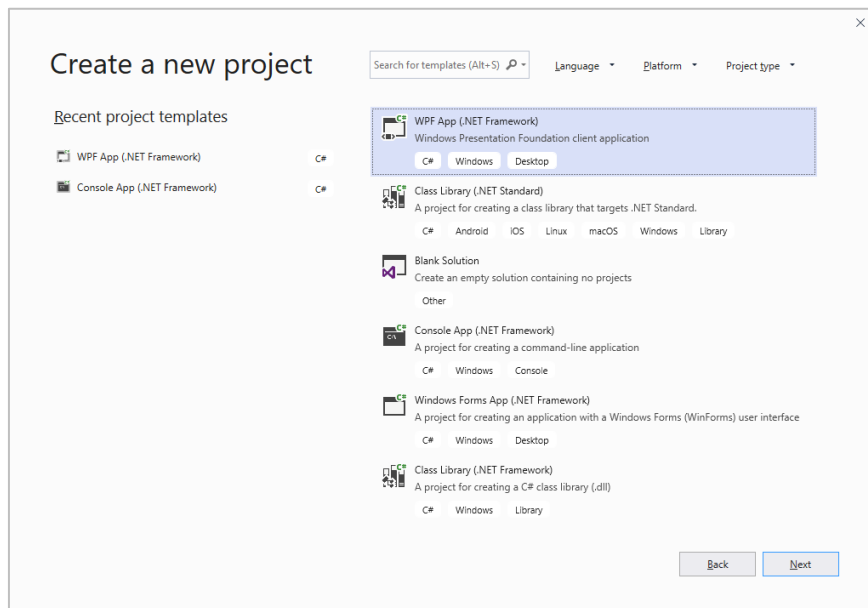 Create a new project
Search for templates (Alt+S)
Language
Platform
Project type
Recent project templates
WPF App (.NET Framework) C#
Console App (.NET Framework) C#
WPF App (.NET Framework)
Windows Presentation Foundation client application
C# Windows Desktop
Class Library (.NET Standard)
A project for creating a class library that targets .NET Standard.
C# Android iOS Linux macOS Windows Library
Blank Solution
Create an empty solution containing no projects
Other
Console App (.NET Framework)
A project for creating a command-line application
C# Windows Console
Windows Forms App (.NET Framework)
A project for creating an application with a Windows Forms (WinForms) user interface
C# Windows Desktop
Class Library (.NET Framework)
A project for creating a C# class library (.dll)
C# Windows Library
Back Next